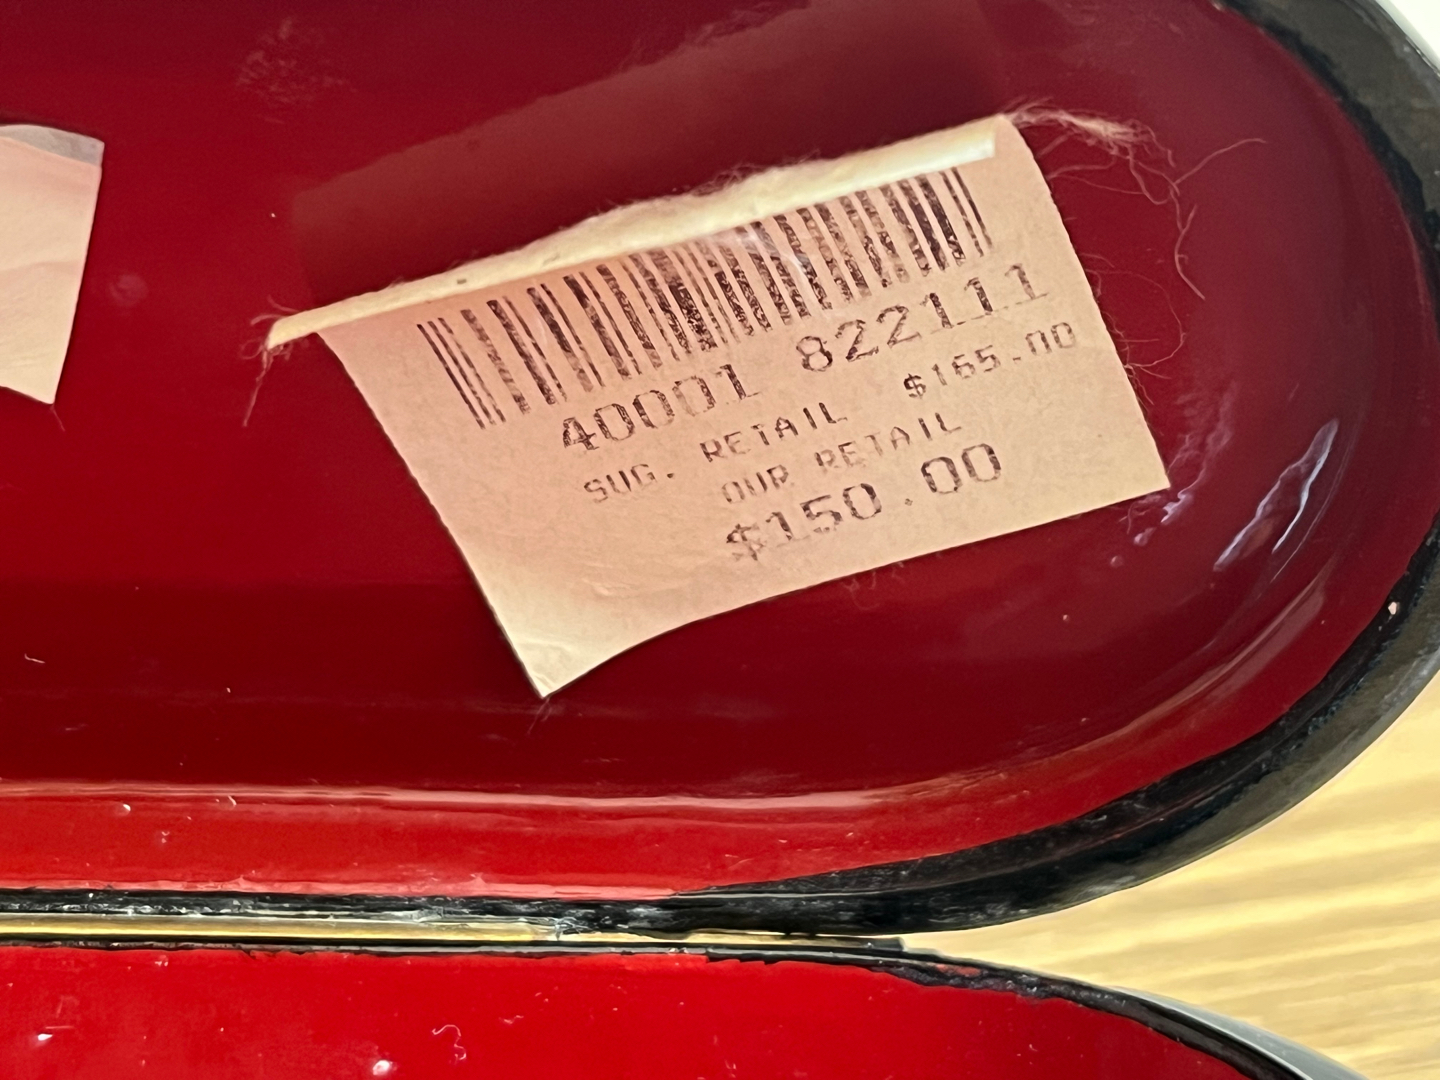 40001 822111
SUG. RETAIL $165.00
OUR RETAIL
$150.00